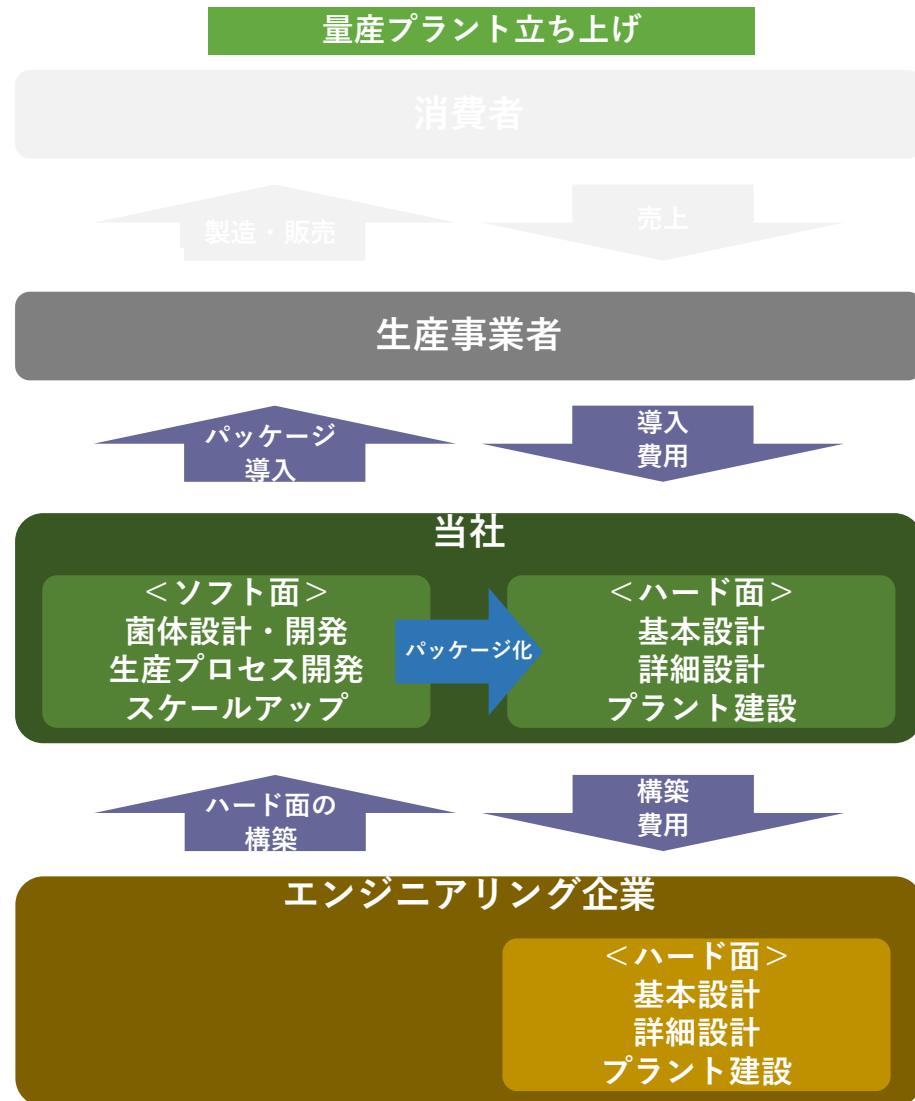 量産プラント立ち上げ
消費者
製造・販売
売上
生産事業者
パッケージ
導入
導入
費用
当社
＜ソフト面＞
菌体設計・開発
生産プロセス開発
スケールアップ
パッケージ化
＜ハード面＞
基本設計
詳細設計
プラント建設
ハード面の
構築
構築
費用
エンジニアリング企業
＜ハード面＞
基本設計
詳細設計
プラント建設